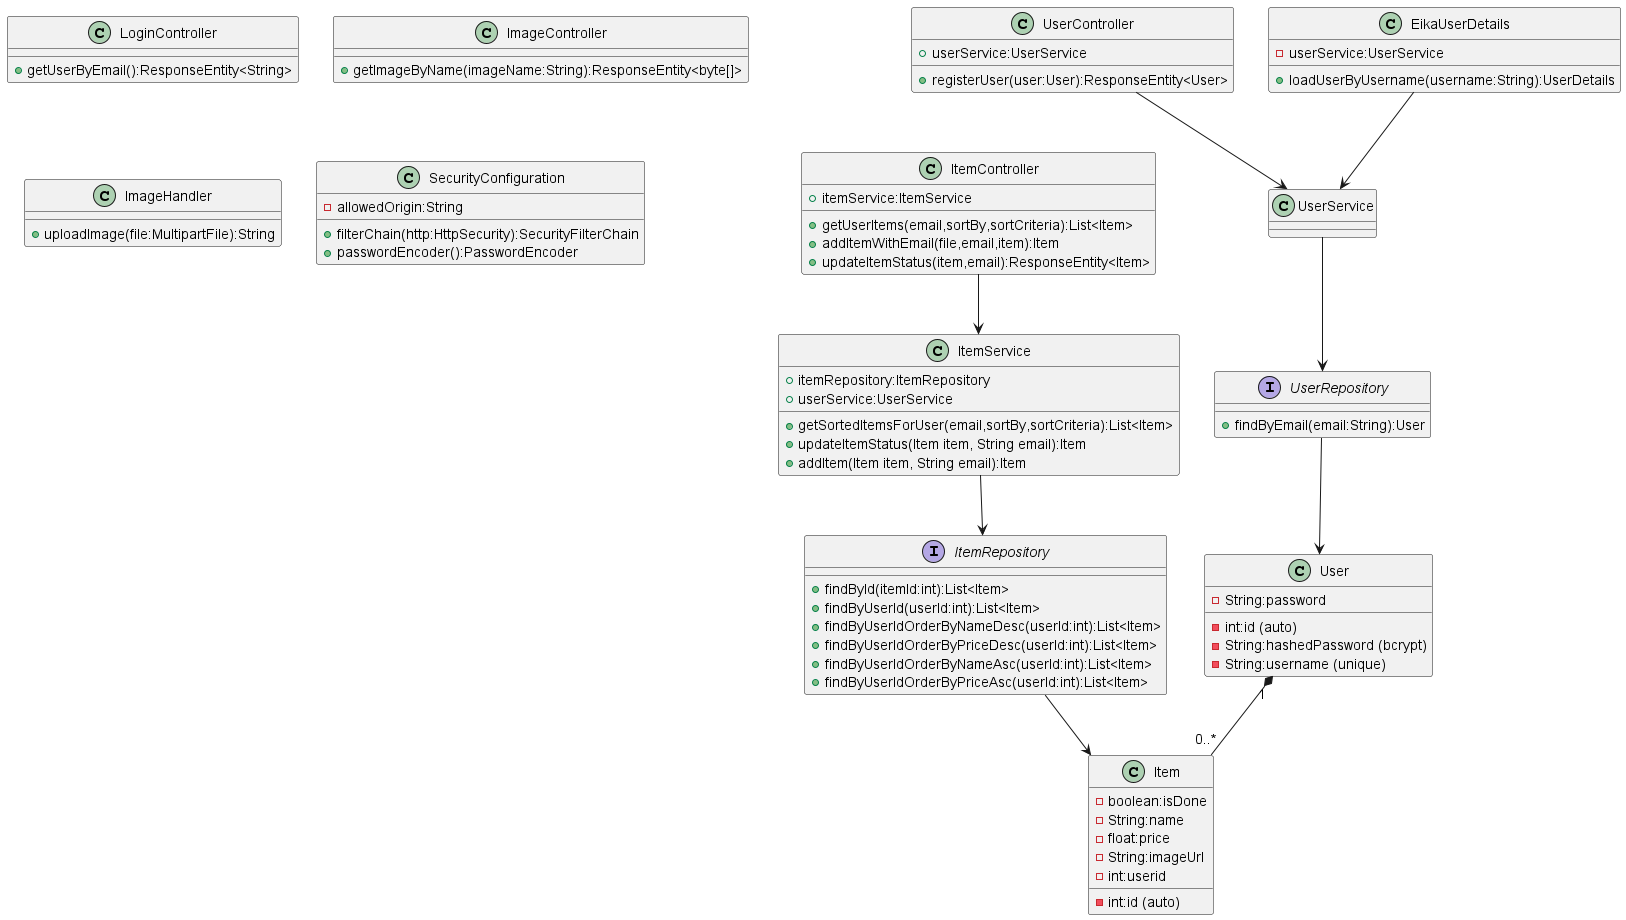 C LoginController
getUserByEmail():ResponseEntity<String>
C ImageController
getImageByName(imageName:String):ResponseEntity<byte[]>
C UserController
userService:UserService
registerUser(user:User):ResponseEntity<User>
C EikaUserDetails
userService:UserService
loadUserByUsername(username:String):UserDetails
C ImageHandler
uploadImage(file:MultipartFile):String
C SecurityConfiguration
allowedOrigin:String
filterChain(http:HttpSecurity):SecurityFilterChain
passwordEncoder():PasswordEncoder
C ItemController
itemService:ItemService
getUserItems(email,sortBy,sortCriteria):List<Item>
addItemWithEmail(file,email,item):Item
updateItemStatus(item,email):ResponseEntity<Item>
C UserService
C ItemService
itemRepository:ItemRepository
userService:UserService
getSortedItemsForUser(email,sortBy,sortCriteria):List<Item>
updateItemStatus(Item item, String email):Item
addItem(Item item, String email):Item
I UserRepository
findByEmail(email:String):User
I ItemRepository
findById(itemId:int):List<Item>
findByUserId(userId:int):List<Item>
findByUserIdOrderByNameDesc(userId:int):List<Item>
findByUserIdOrderByPriceDesc(userId:int):List<Item>
findByUserIdOrderByNameAsc(userId:int):List<Item>
findByUserIdOrderByPriceAsc(userId:int):List<Item>
C User
String:password
int:id (auto)
String:hashedPassword (bcrypt)
String:username (unique)
1
0..*
C Item
boolean:isDone
String:name
float:price
String:imageUrl
int:userid
int:id (auto)